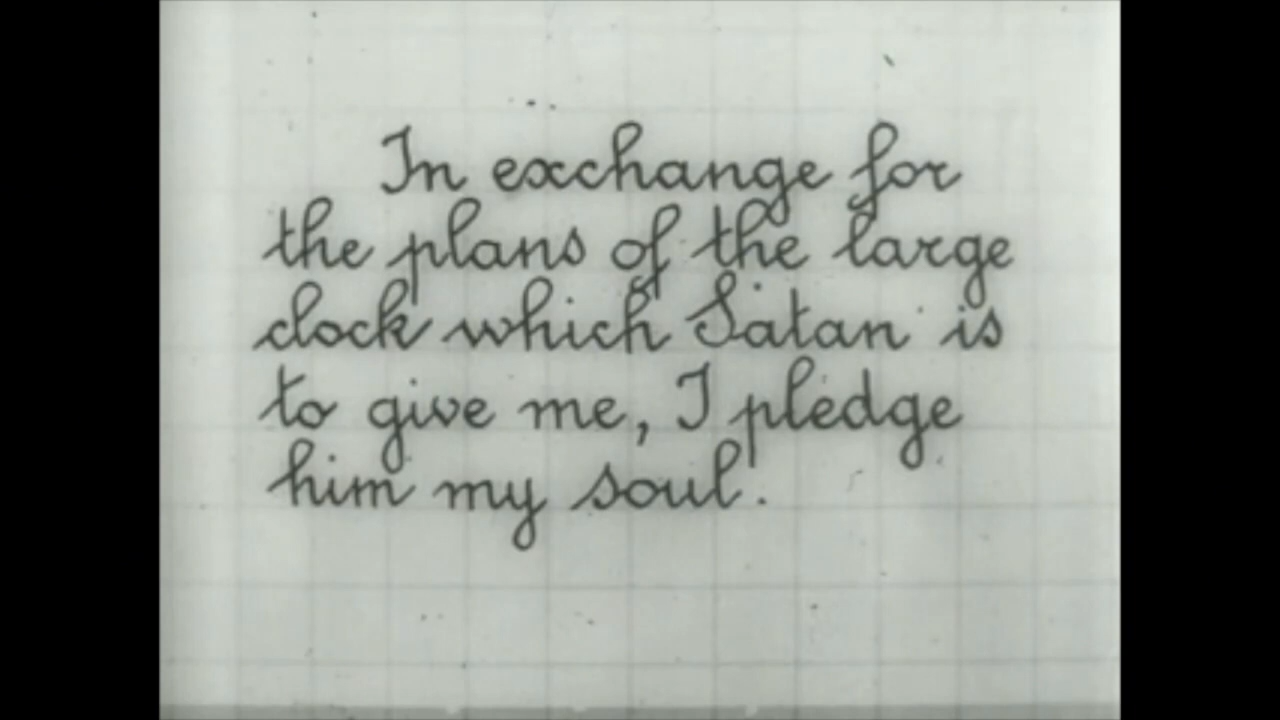 In exchange for
the plans of the large
clock which Satan is
to give me, I pledge
him my soul.